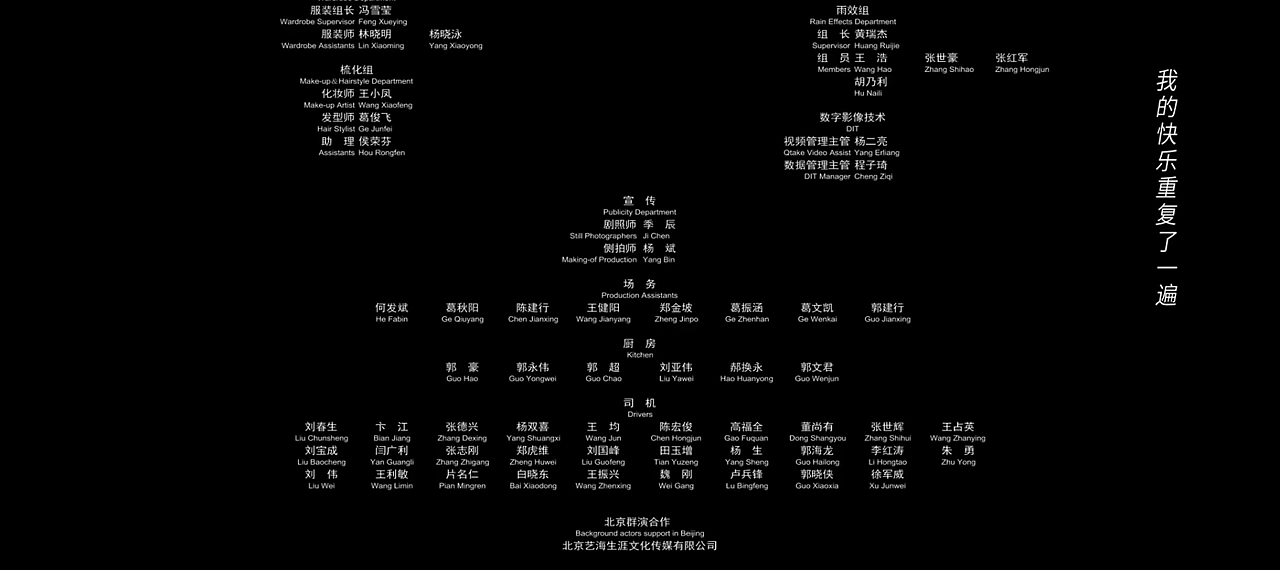 服装组长 冯雪莹
Wardrobe Supervisor Feng Xueying
服装师 林晓明 杨晓泳
Wardrobe Assistants Lin Xiaoming Yang Xiaoyong
梳化组
Make-up&Hairstyle Department
化妆师 王小凤
Make-up Artist Wang Xiaofeng
发型师 葛俊飞
Hair Stylist Ge Junfei
助 理 侯荣芬
Assistants Hou Rongfen
雨效组
Rain Effects Department
组 长 黄瑞杰
Supervisor Huang Ruijie
组 员 王 浩 张世豪 张红军
Members Wang Hao Zhang Shihao Zhang Hongjun
胡乃利
Hu Naili
数字影像技术
DIT
视频管理主管 杨二亮
Qtake Video Assist Yang Erliang
数据管理主管 程子琦
DIT Manager Cheng Ziqi
我的快乐重复了一遍
宣 传
Publicity Department
剧照师 季 辰
Still Photographers Ji Chen
侧拍师 杨 斌
Making-of Production Yang Bin
场 务
Production Assistants
何发斌 葛秋阳 陈建行 王健阳 郑金坡 葛振涵 葛文凯 郭建行
He Fabin Ge Qiuyang Chen Jianxing Wang Jianyang Zheng Jinpo Ge Zhenhan Ge Wenkai Guo Jianxing
厨 房
Kitchen
郭 豪 郭永伟 郭 超 刘亚伟 郝换永 郭文君
Guo Hao Guo Yongwei Guo Chao Liu Yawei Hao Huanyong Guo Wenjun
司 机
Drivers
刘春生 卞 江 张德兴 杨双喜 王 均 陈宏俊 高福全 董尚有 张世辉 王占英
Liu Chunsheng Bian Jiang Zhang Dexing Yang Shuangxi Wang Jun Chen Hongjun Gao Fuquan Dong Shangyou Zhang Shihui Wang Zhanying
刘宝成 闫广利 张志刚 郑虎维 刘国峰 田玉增 杨 生 郭海龙 李红涛 朱 勇
Liu Baocheng Yan Guangli Zhang Zhigang Zheng Huwei Liu Guofeng Tian Yuzeng Yang Sheng Guo Hailong Li Hongtao Zhu Yong
刘 伟 王利敏 片名仁 白晓东 王振兴 魏 刚 卢兵锋 郭晓侠 徐军威
Liu Wei Wang Limin Pian Mingren Bai Xiaodong Wang Zhenxing Wei Gang Lu Bingfeng Guo Xiaoxia Xu Junwei
北京群演合作
Background actors support in Beijing
北京艺海生涯文化传媒有限公司